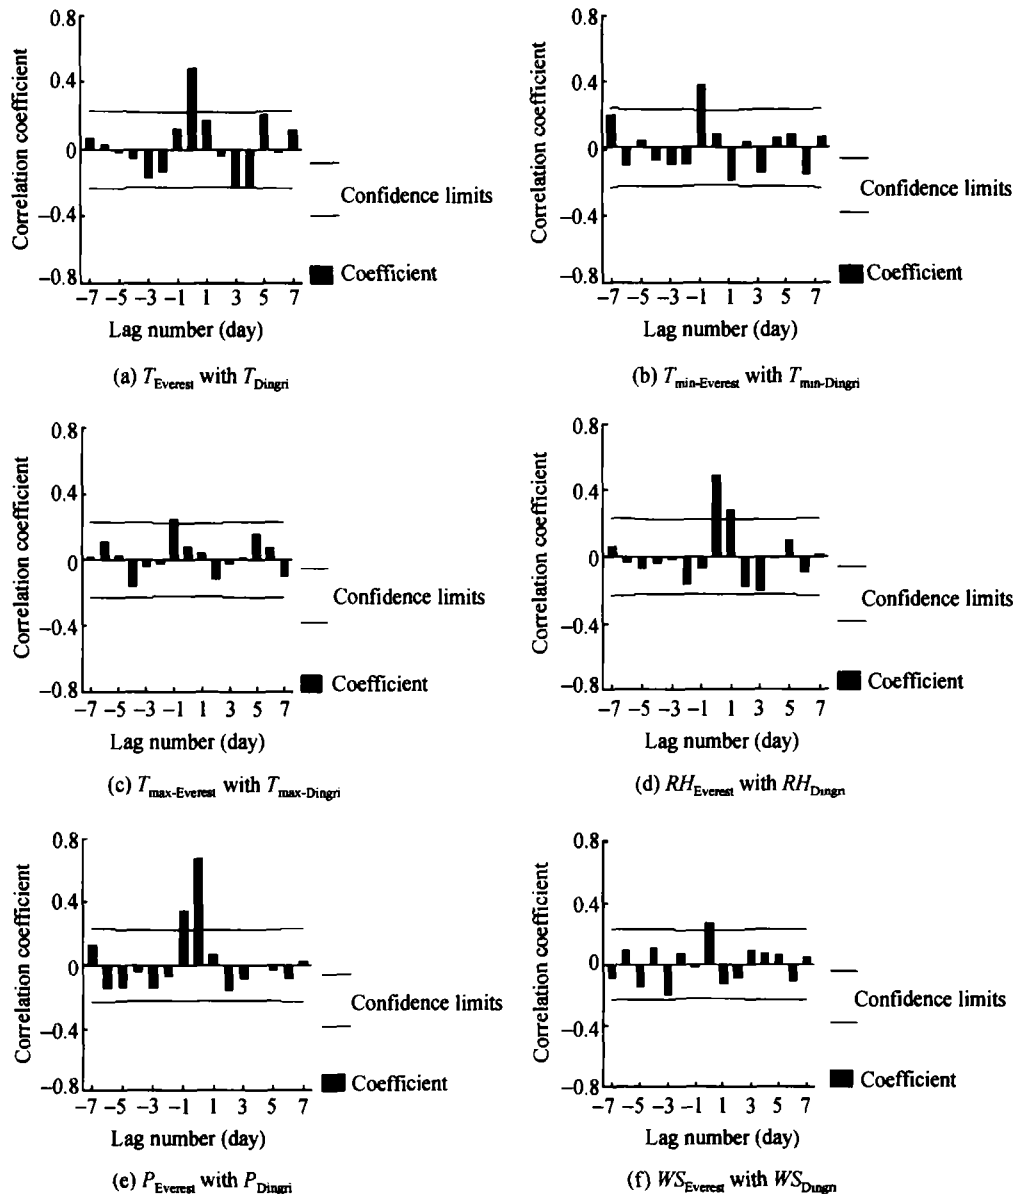 0.8
0.4
0
−0.4
−0.8
Correlation coefficient
Confidence limits
Coefficient
−7 −5 −3 −1 1 3 5 7
Lag number (day)
(a) T_Everest with T_Dingri
0.8
0.4
0
−0.4
−0.8
Correlation coefficient
Confidence limits
Coefficient
−7 −5 −3 −1 1 3 5 7
Lag number (day)
(b) T_min-Everest with T_min-Dingri
0.8
0.4
0
−0.4
−0.8
Correlation coefficient
Confidence limits
Coefficient
−7 −5 −3 −1 1 3 5 7
Lag number (day)
(c) T_max-Everest with T_max-Dingri
0.8
0.4
0
−0.4
−0.8
Correlation coefficient
Confidence limits
Coefficient
−7 −5 −3 −1 1 3 5 7
Lag number (day)
(d) RH_Everest with RH_Dingri
0.8
0.4
0
−0.4
−0.8
Correlation coefficient
Confidence limits
Coefficient
−7 −5 −3 −1 1 3 5 7
Lag number (day)
(e) P_Everest with P_Dingri
0.8
0.4
0
−0.4
−0.8
Correlation coefficient
Confidence limits
Coefficient
−7 −5 −3 −1 1 3 5 7
Lag number (day)
(f) WS_Everest with WS_Dingri